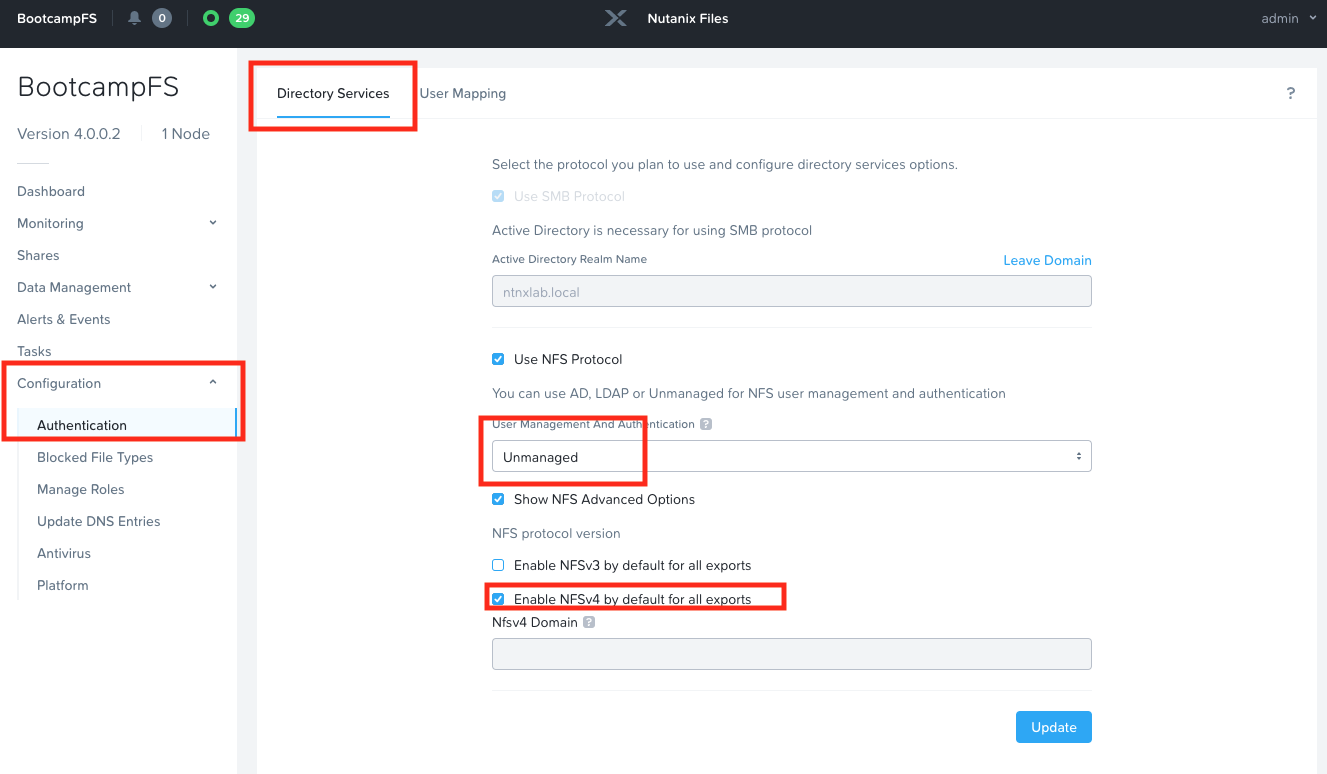 BootcampFS 0 29 Nutanix Files admin
BootcampFS
Version 4.0.0.2 1 Node
Dashboard
Monitoring
Shares
Data Management
Alerts & Events
Tasks
Configuration
Authentication
Blocked File Types
Manage Roles
Update DNS Entries
Antivirus
Platform
Directory Services User Mapping ?
Select the protocol you plan to use and configure directory services options.
Use SMB Protocol
Active Directory is necessary for using SMB protocol
Active Directory Realm Name Leave Domain
ntnxlab.local
Use NFS Protocol
You can use AD, LDAP or Unmanaged for NFS user management and authentication
User Management And Authentication ?
Unmanaged
Show NFS Advanced Options
NFS protocol version
Enable NFSv3 by default for all exports
Enable NFSv4 by default for all exports
Nfsv4 Domain ?
Update